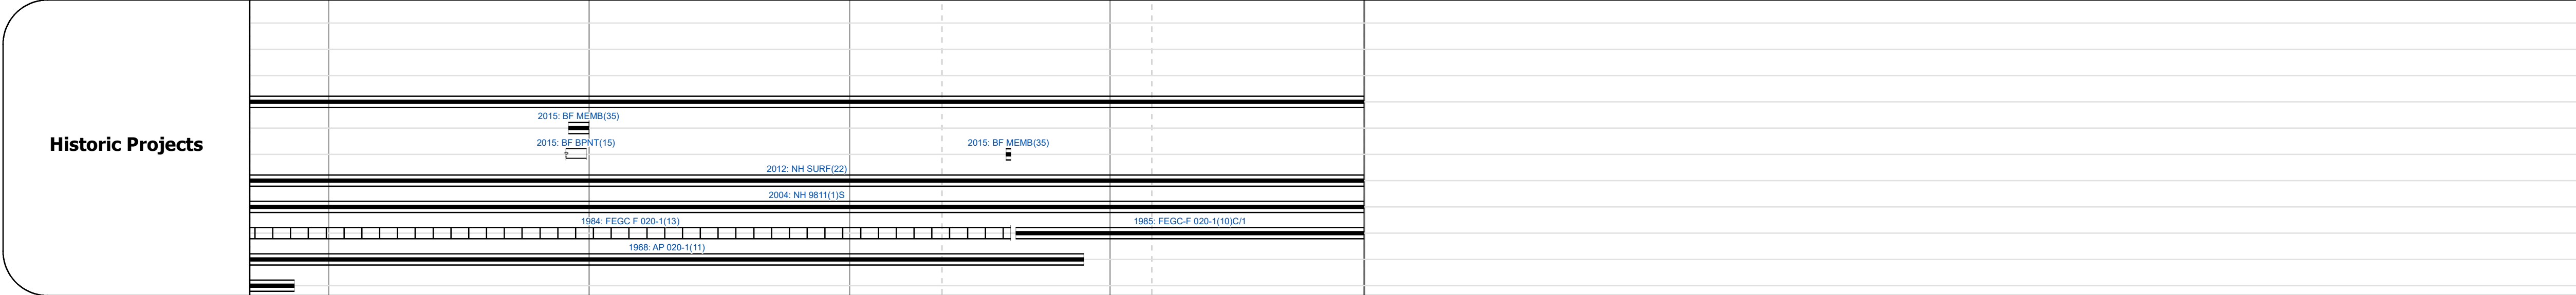 Historic Projects
2015: BF MEMB(35)
2015: BF BPNT(15)
2015: BF MEMB(35)
2012: NH SURF(22)
2004: NH 9811(1)S
1984: FEGC F 020-1(13)
1985: FEGC-F 020-1(10)C/1
1968: AP 020-1(11)